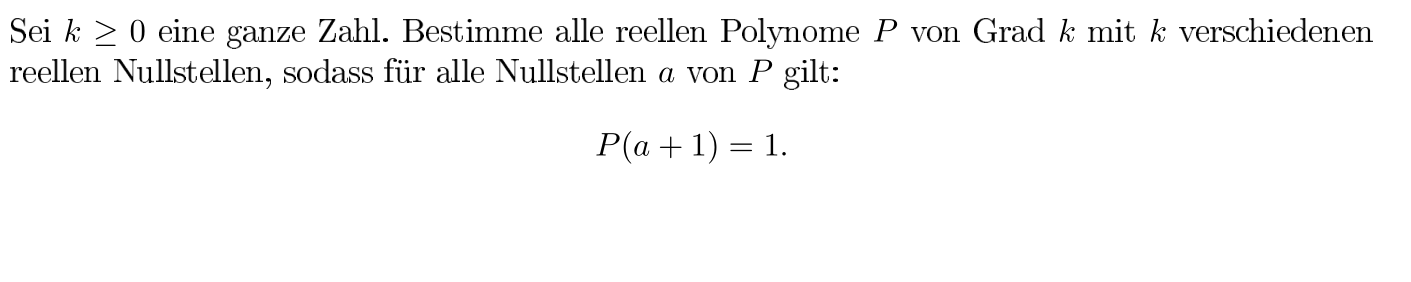 Sei k ≥ 0 eine ganze Zahl. Bestimme alle reellen Polynome P von Grad k mit k verschiedenen
reellen Nullstellen, sodass für alle Nullstellen a von P gilt:
P(a + 1) = 1.